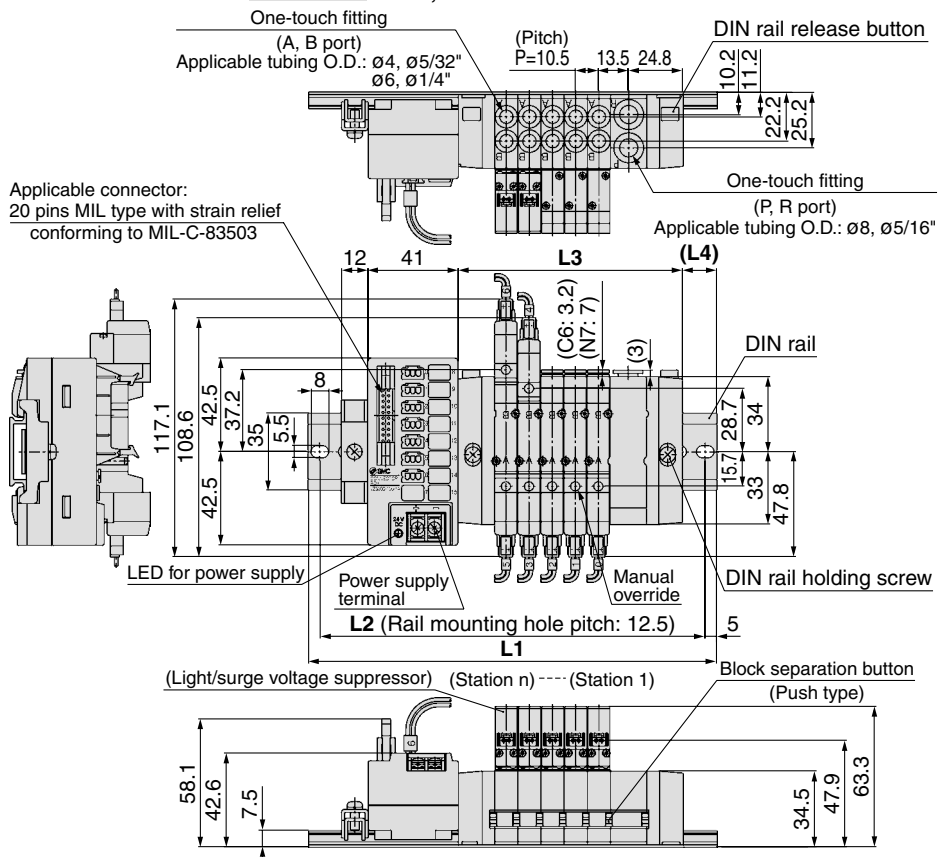 One-touch fitting
(A, B port)
Applicable tubing O.D.: ø4, ø5/32"
ø6, ø1/4"
(Pitch)
P=10.5
13.5
24.8
DIN rail release button
10.2
11.2
22.2
25.2
Applicable connector:
20 pins MIL type with strain relief
conforming to MIL-C-83503
One-touch fitting
(P, R port)
Applicable tubing O.D.: ø8, ø5/16"
12
41
L3
(L4)
(C6: 3.2)
(N7: 7)
(3)
DIN rail
117.1
108.6
42.5
37.2
35
8
5.5
42.5
28.7
34
15.7
33
47.8
SMC
24V
DC
LED for power supply
Power supply
terminal
Manual
override
DIN rail holding screw
L2 (Rail mounting hole pitch: 12.5)
5
L1
(Light/surge voltage suppressor)
(Station n) ---- (Station 1)
Block separation button
(Push type)
58.1
42.6
7.5
34.5
47.9
63.3